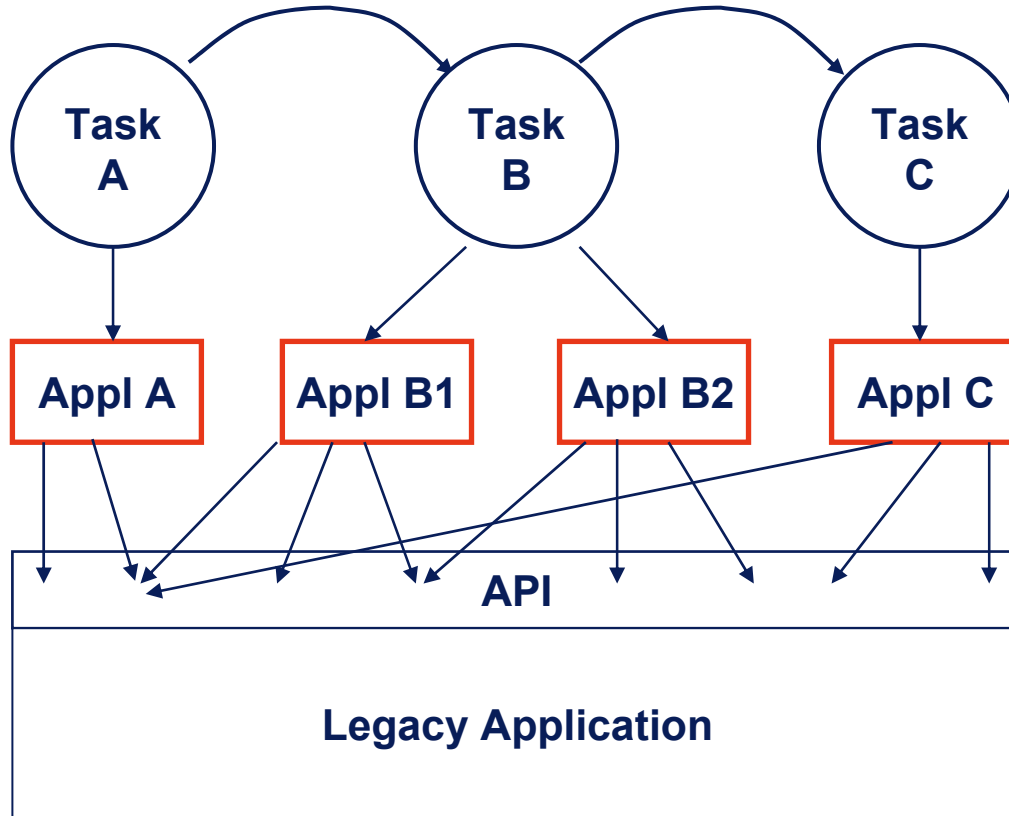 Task
A
Task
B
Task
C
Appl A
Appl B1
Appl B2
Appl C
API
Legacy Application